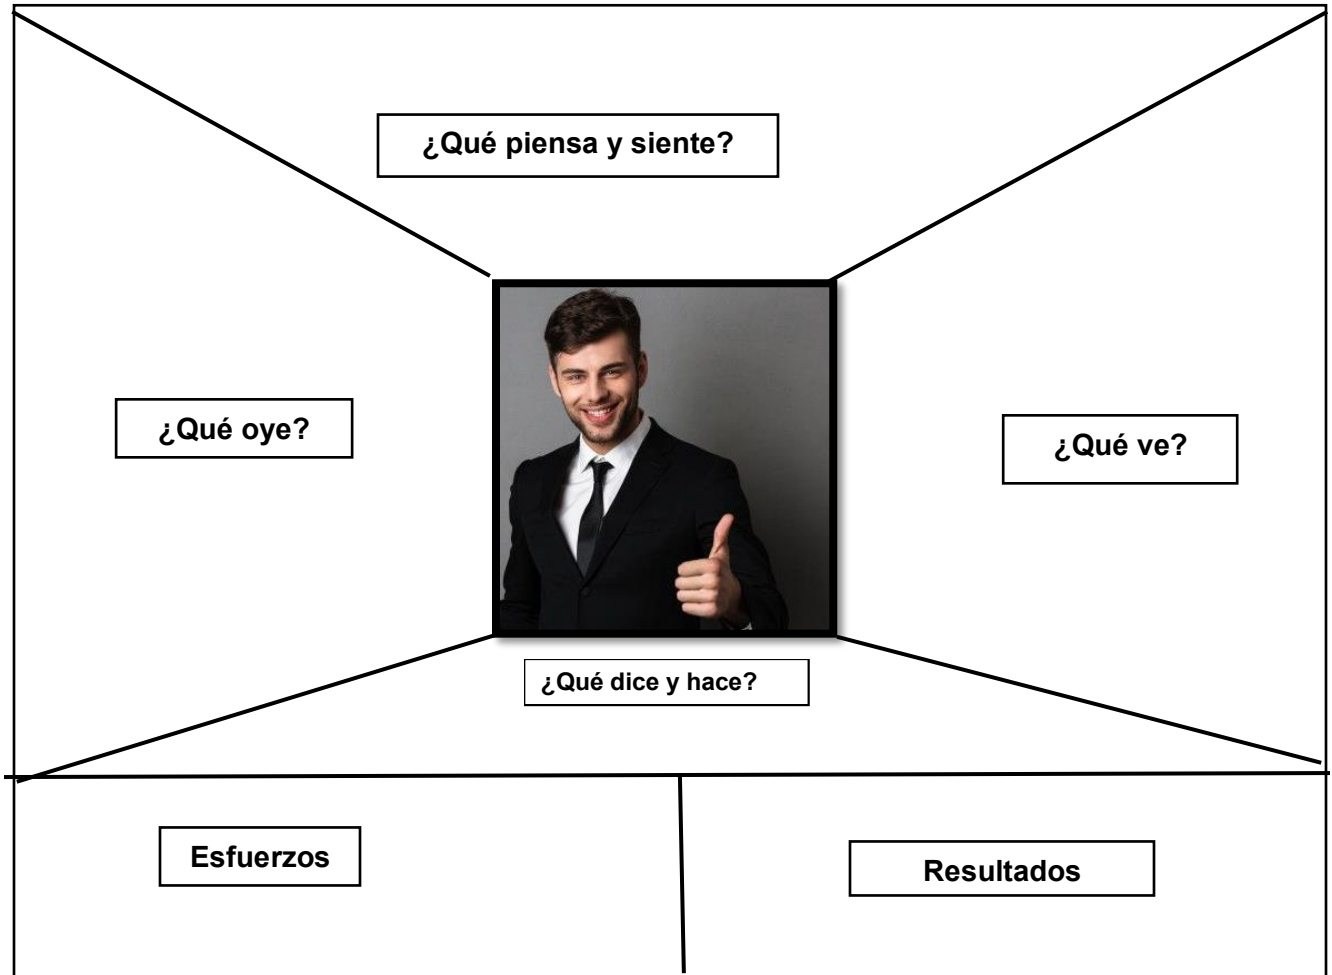 ¿Qué piensa y siente?
¿Qué oye?
¿Qué ve?
¿Qué dice y hace?
Esfuerzos
Resultados